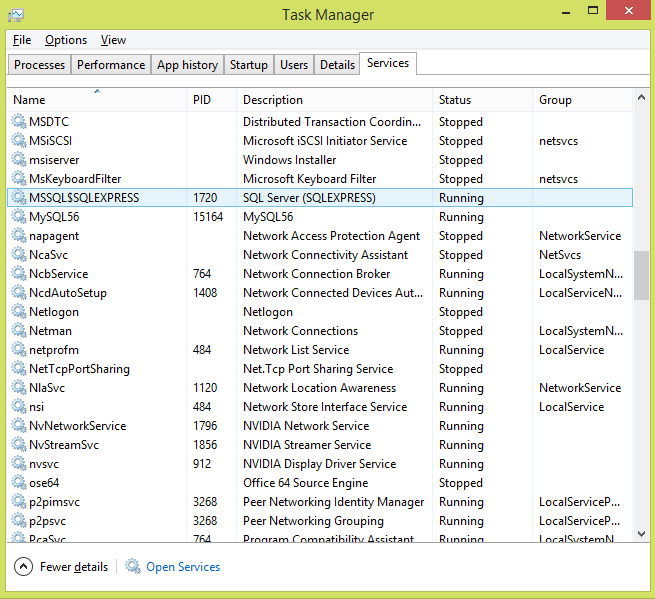 Task Manager
File Options View
Processes Performance App history Startup Users Details Services
Name PID Description Status Group
MSDTC Distributed Transaction Coordin... Stopped
MSiSCSI Microsoft iSCSI Initiator Service Stopped netsvcs
msiserver Windows Installer Stopped
MsKeyboardFilter Microsoft Keyboard Filter Stopped netsvcs
MSSQL$SQLEXPRESS 1720 SQL Server (SQLEXPRESS) Running
MySQL56 15164 MySQL56 Running
napagent Network Access Protection Agent Stopped NetworkService
NcaSvc Network Connectivity Assistant Stopped NetSvcs
NcbService 764 Network Connection Broker Running LocalSystemN...
NcdAutoSetup 1408 Network Connected Devices Aut... Running LocalServiceN...
Netlogon Netlogon Stopped
Netman Network Connections Stopped LocalSystemN...
netprofm 484 Network List Service Running LocalService
NetTcpPortSharing Net.Tcp Port Sharing Service Stopped
NlaSvc 1120 Network Location Awareness Running NetworkService
nsi 484 Network Store Interface Service Running LocalService
NvNetworkService 1796 NVIDIA Network Service Running
NvStreamSvc 1856 NVIDIA Streamer Service Running
nvsvc 912 NVIDIA Display Driver Service Running
ose64 Office 64 Source Engine Stopped
p2pimsvc 3268 Peer Networking Identity Manager Running LocalServiceP...
p2psvc 3268 Peer Networking Grouping Running LocalServiceP...
PcaSvc 764 Program Compatibility Assistant Running LocalSystemN...
Fewer details Open Services